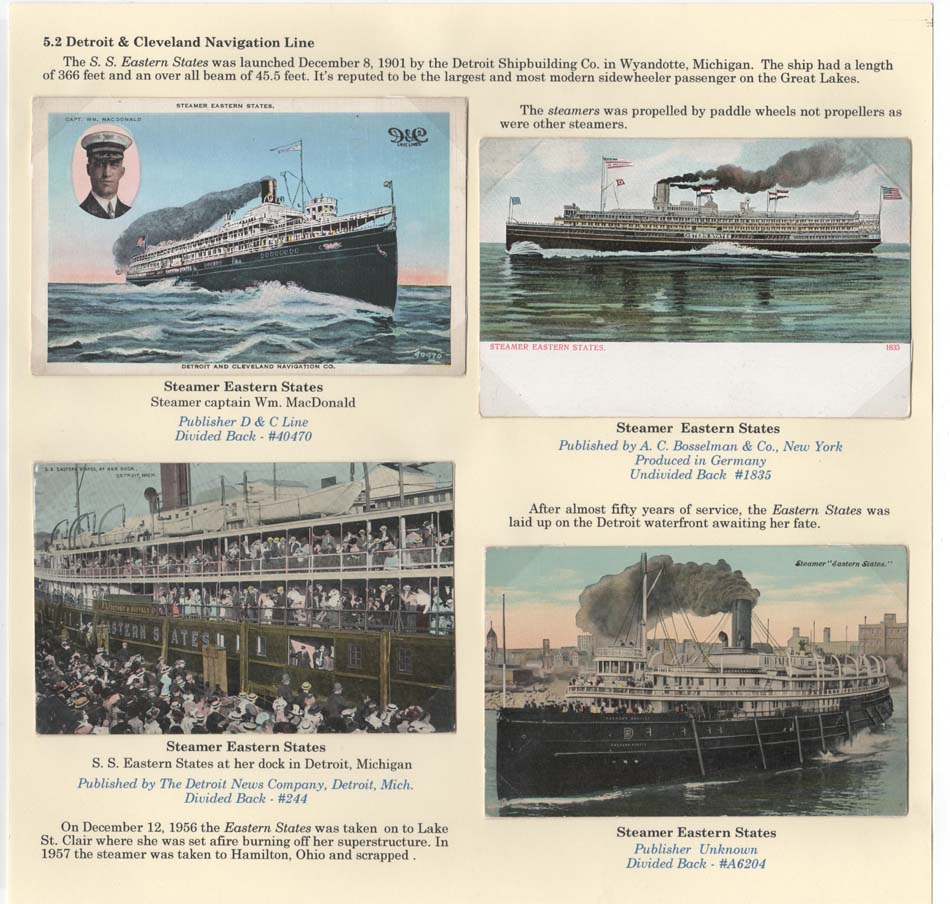 5.2 Detroit & Cleveland Navigation Line
The S. S. Eastern States was launched December 8, 1901 by the Detroit Shipbuilding Co. in Wyandotte, Michigan. The ship had a length
of 366 feet and an over all beam of 45.5 feet. It's reputed to be the largest and most modern sidewheeler passenger on the Great Lakes.
STEAMER EASTERN STATES.
CAPT. WM. MACDONALD
D&C
LAKE LINES
40470
DETROIT AND CLEVELAND NAVIGATION CO.
Steamer Eastern States
Steamer captain Wm. MacDonald
Publisher D & C Line
Divided Back - #40470
The steamers was propelled by paddle wheels not propellers as
were other steamers.
EASTERN STATES
STEAMER EASTERN STATES.
1835
Steamer Eastern States
Published by A. C. Bosselman & Co., New York
Produced in Germany
Undivided Back #1835
S.S. EASTERN STATES, AT HER DOCK,
DETROIT, MICH.
DETROIT & BUFFALO
EASTERN STATES
Steamer Eastern States
S. S. Eastern States at her dock in Detroit, Michigan
Published by The Detroit News Company, Detroit, Mich.
Divided Back - #244
On December 12, 1956 the Eastern States was taken on to Lake
St. Clair where she was set afire burning off her superstructure. In
1957 the steamer was taken to Hamilton, Ohio and scrapped .
After almost fifty years of service, the Eastern States was
laid up on the Detroit waterfront awaiting her fate.
Steamer "Eastern States."
EASTERN STATES
Steamer Eastern States
Publisher Unknown
Divided Back - #A6204